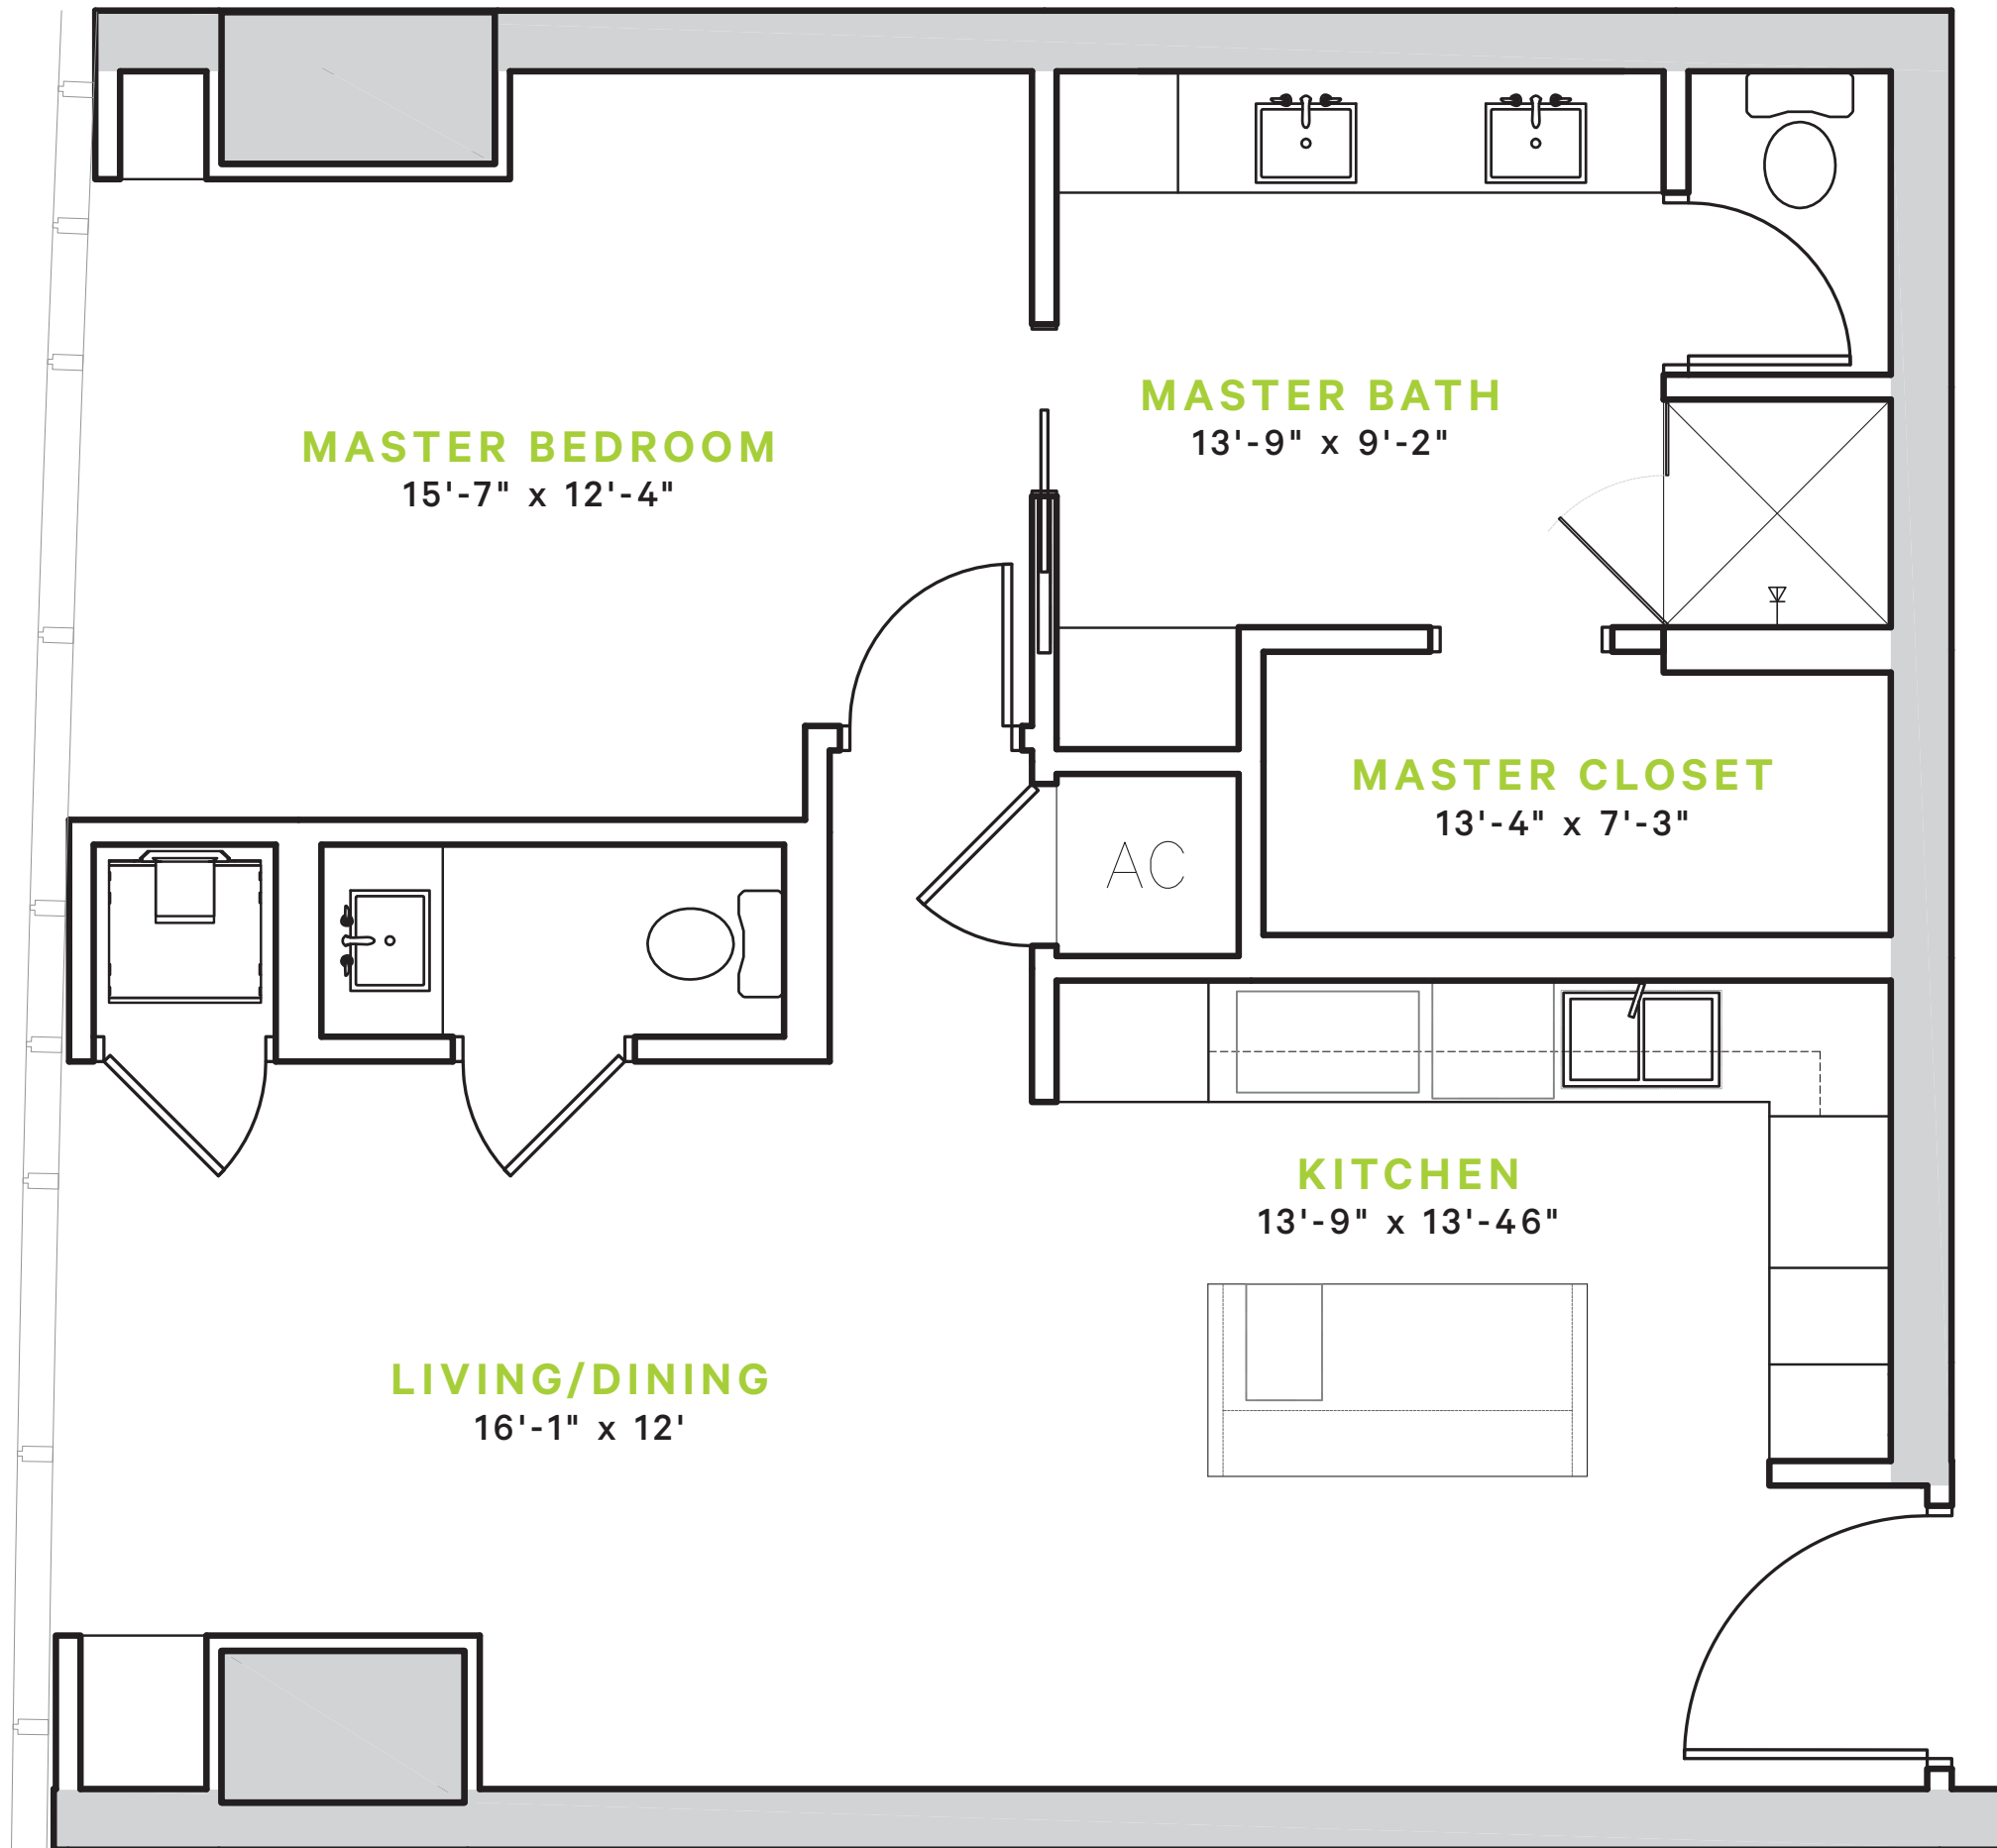 MASTER BEDROOM
15'-7" x 12'-4"
MASTER BATH
13'-9" x 9'-2"
MASTER CLOSET
13'-4" x 7'-3"
AC
KITCHEN
13'-9" x 13'-46"
LIVING/DINING
16'-1" x 12'